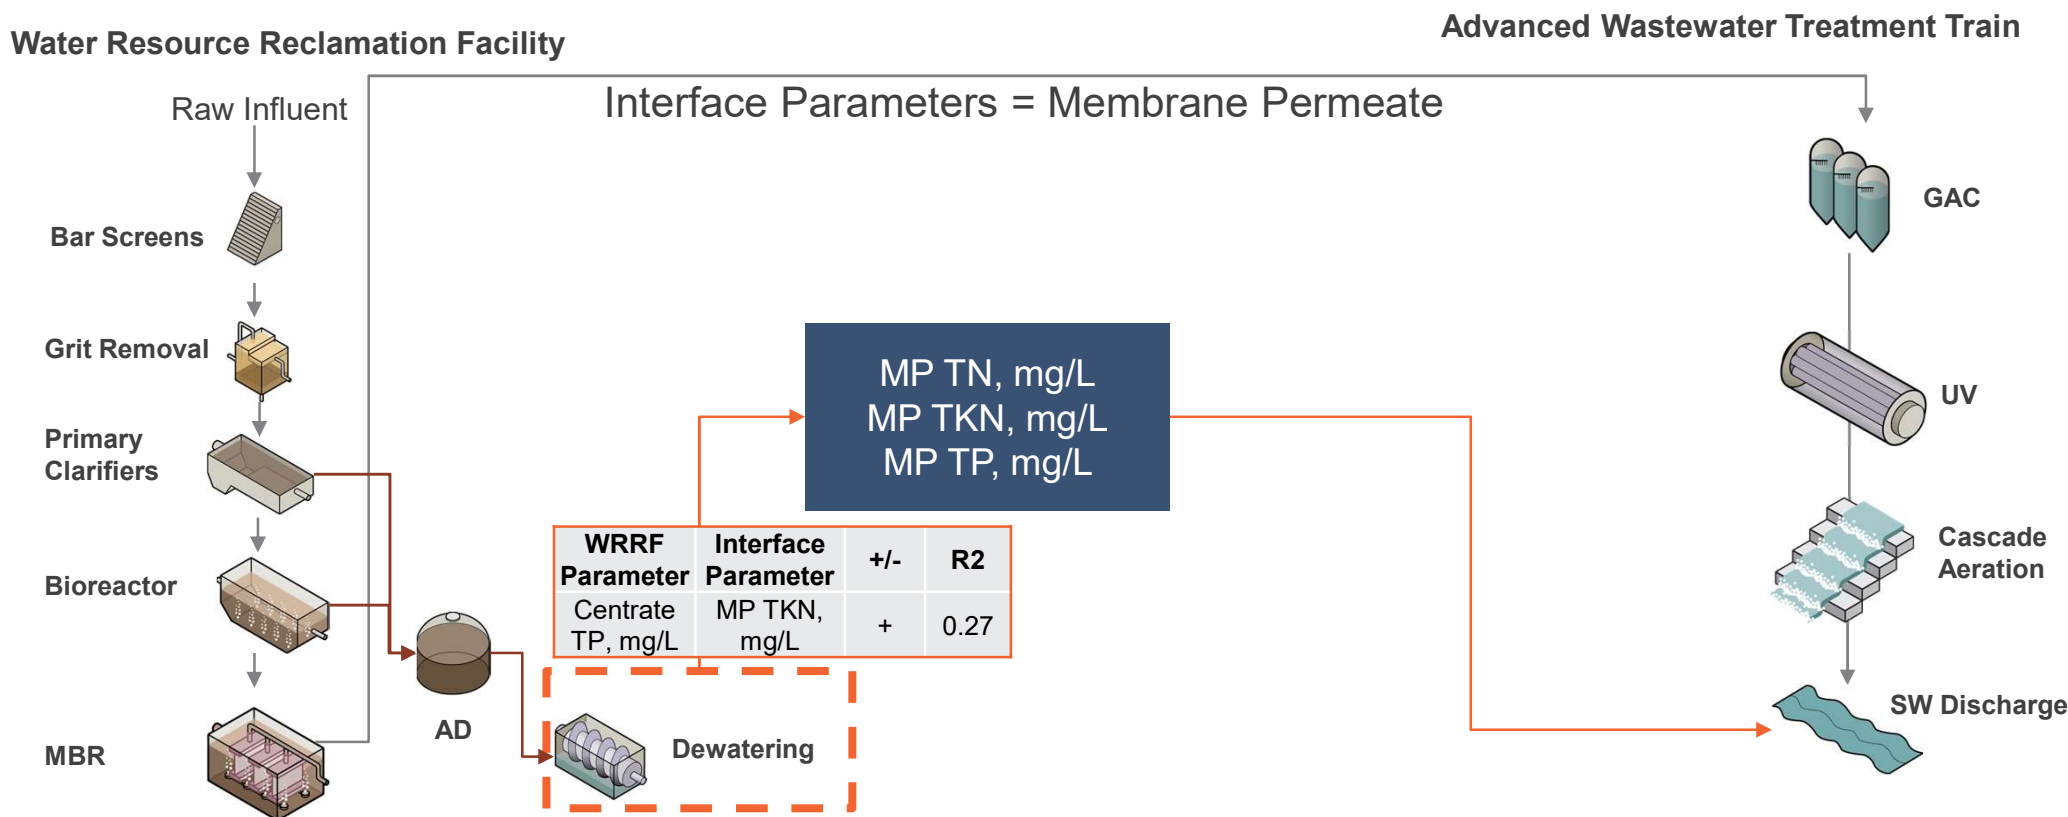 Water Resource Reclamation Facility
Advanced Wastewater Treatment Train
Interface Parameters = Membrane Permeate
Raw Influent
Bar Screens
Grit Removal
Primary
Clarifiers
Bioreactor
MBR
AD
Dewatering
WRRF
Parameter
Interface
Parameter
+/-
R2
Centrate
TP, mg/L
MP TKN,
mg/L
+
0.27
MP TN, mg/L
MP TKN, mg/L
MP TP, mg/L
GAC
UV
Cascade
Aeration
SW Discharge